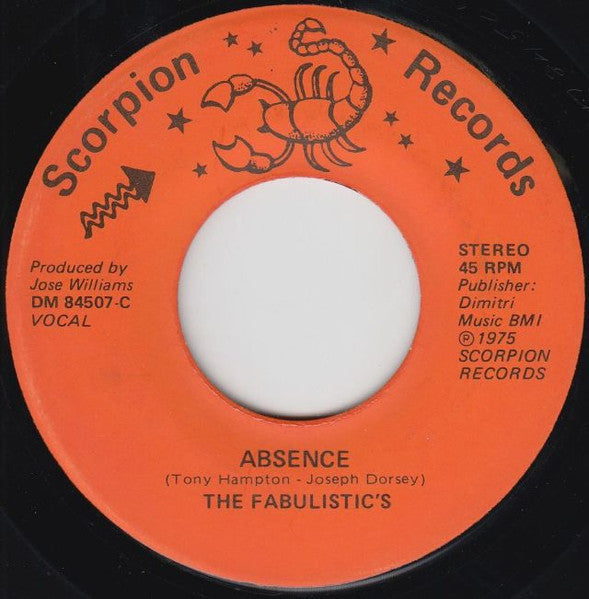 Scorpion Records
Produced by
Jose Williams
DM 84507-C
VOCAL
STEREO
45 RPM
Publisher:
Dimitri
Music BMI
Ⓟ1975
SCORPION
RECORDS
ABSENCE
(Tony Hampton - Joseph Dorsey)
THE FABULISTIC'S